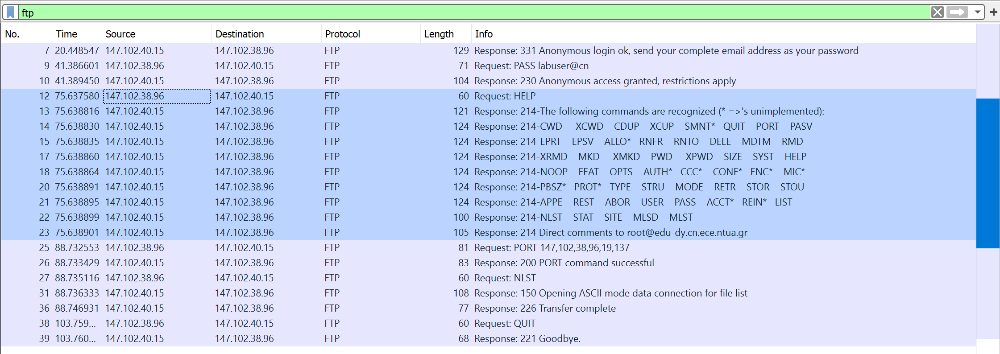 ftp
No. Time Source Destination Protocol Length Info
7 20.448547 147.102.40.15 147.102.38.96 FTP 129 Response: 331 Anonymous login ok, send your complete email address as your password
9 41.386601 147.102.38.96 147.102.40.15 FTP 71 Request: PASS labuser@cn
10 41.389450 147.102.40.15 147.102.38.96 FTP 104 Response: 230 Anonymous access granted, restrictions apply
12 75.637580 147.102.38.96 147.102.40.15 FTP 60 Request: HELP
13 75.638816 147.102.40.15 147.102.38.96 FTP 121 Response: 214-The following commands are recognized (* =>'s unimplemented):
14 75.638830 147.102.40.15 147.102.38.96 FTP 124 Response: 214-CWD XCWD CDUP XCUP SMNT* QUIT PORT PASV
15 75.638835 147.102.40.15 147.102.38.96 FTP 124 Response: 214-EPRT EPSV ALLO* RNFR RNTO DELE MDTM RMD
17 75.638860 147.102.40.15 147.102.38.96 FTP 124 Response: 214-XRMD MKD XMKD PWD XPWD SIZE SYST HELP
18 75.638864 147.102.40.15 147.102.38.96 FTP 124 Response: 214-NOOP FEAT OPTS AUTH* CCC* CONF* ENC* MIC*
20 75.638891 147.102.40.15 147.102.38.96 FTP 124 Response: 214-PBSZ* PROT* TYPE STRU MODE RETR STOR STOU
21 75.638895 147.102.40.15 147.102.38.96 FTP 124 Response: 214-APPE REST ABOR USER PASS ACCT* REIN* LIST
22 75.638899 147.102.40.15 147.102.38.96 FTP 100 Response: 214-NLST STAT SITE MLSD MLST
23 75.638901 147.102.40.15 147.102.38.96 FTP 105 Response: 214 Direct comments to root@edu-dy.cn.ece.ntua.gr
25 88.732553 147.102.38.96 147.102.40.15 FTP 81 Request: PORT 147,102,38,96,19,137
26 88.733429 147.102.40.15 147.102.38.96 FTP 83 Response: 200 PORT command successful
27 88.735116 147.102.38.96 147.102.40.15 FTP 60 Request: NLST
31 88.736333 147.102.40.15 147.102.38.96 FTP 108 Response: 150 Opening ASCII mode data connection for file list
36 88.746931 147.102.40.15 147.102.38.96 FTP 77 Response: 226 Transfer complete
38 103.759... 147.102.38.96 147.102.40.15 FTP 60 Request: QUIT
39 103.760... 147.102.40.15 147.102.38.96 FTP 68 Response: 221 Goodbye.